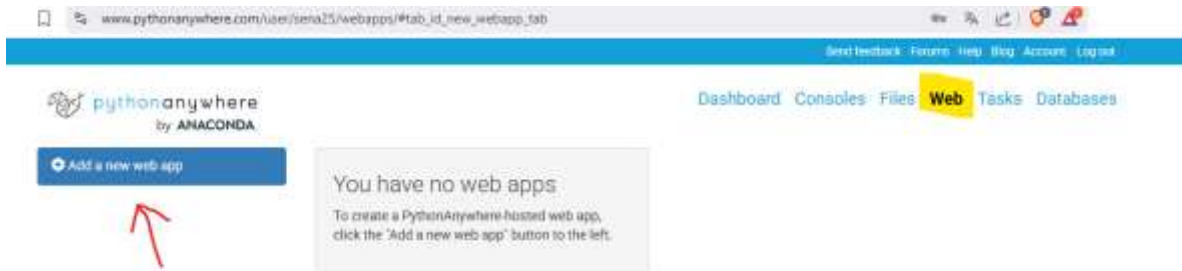 www.pythonanywhere.com/user/sena25/webapps/#tab_id_new_webapp_tab
Send feedback Forums Help Blog Account Log out
pythonanywhere
by ANACONDA
Dashboard Consoles Files Web Tasks Databases
Add a new web app
You have no web apps
To create a PythonAnywhere-hosted web app,
click the "Add a new web app" button to the left.